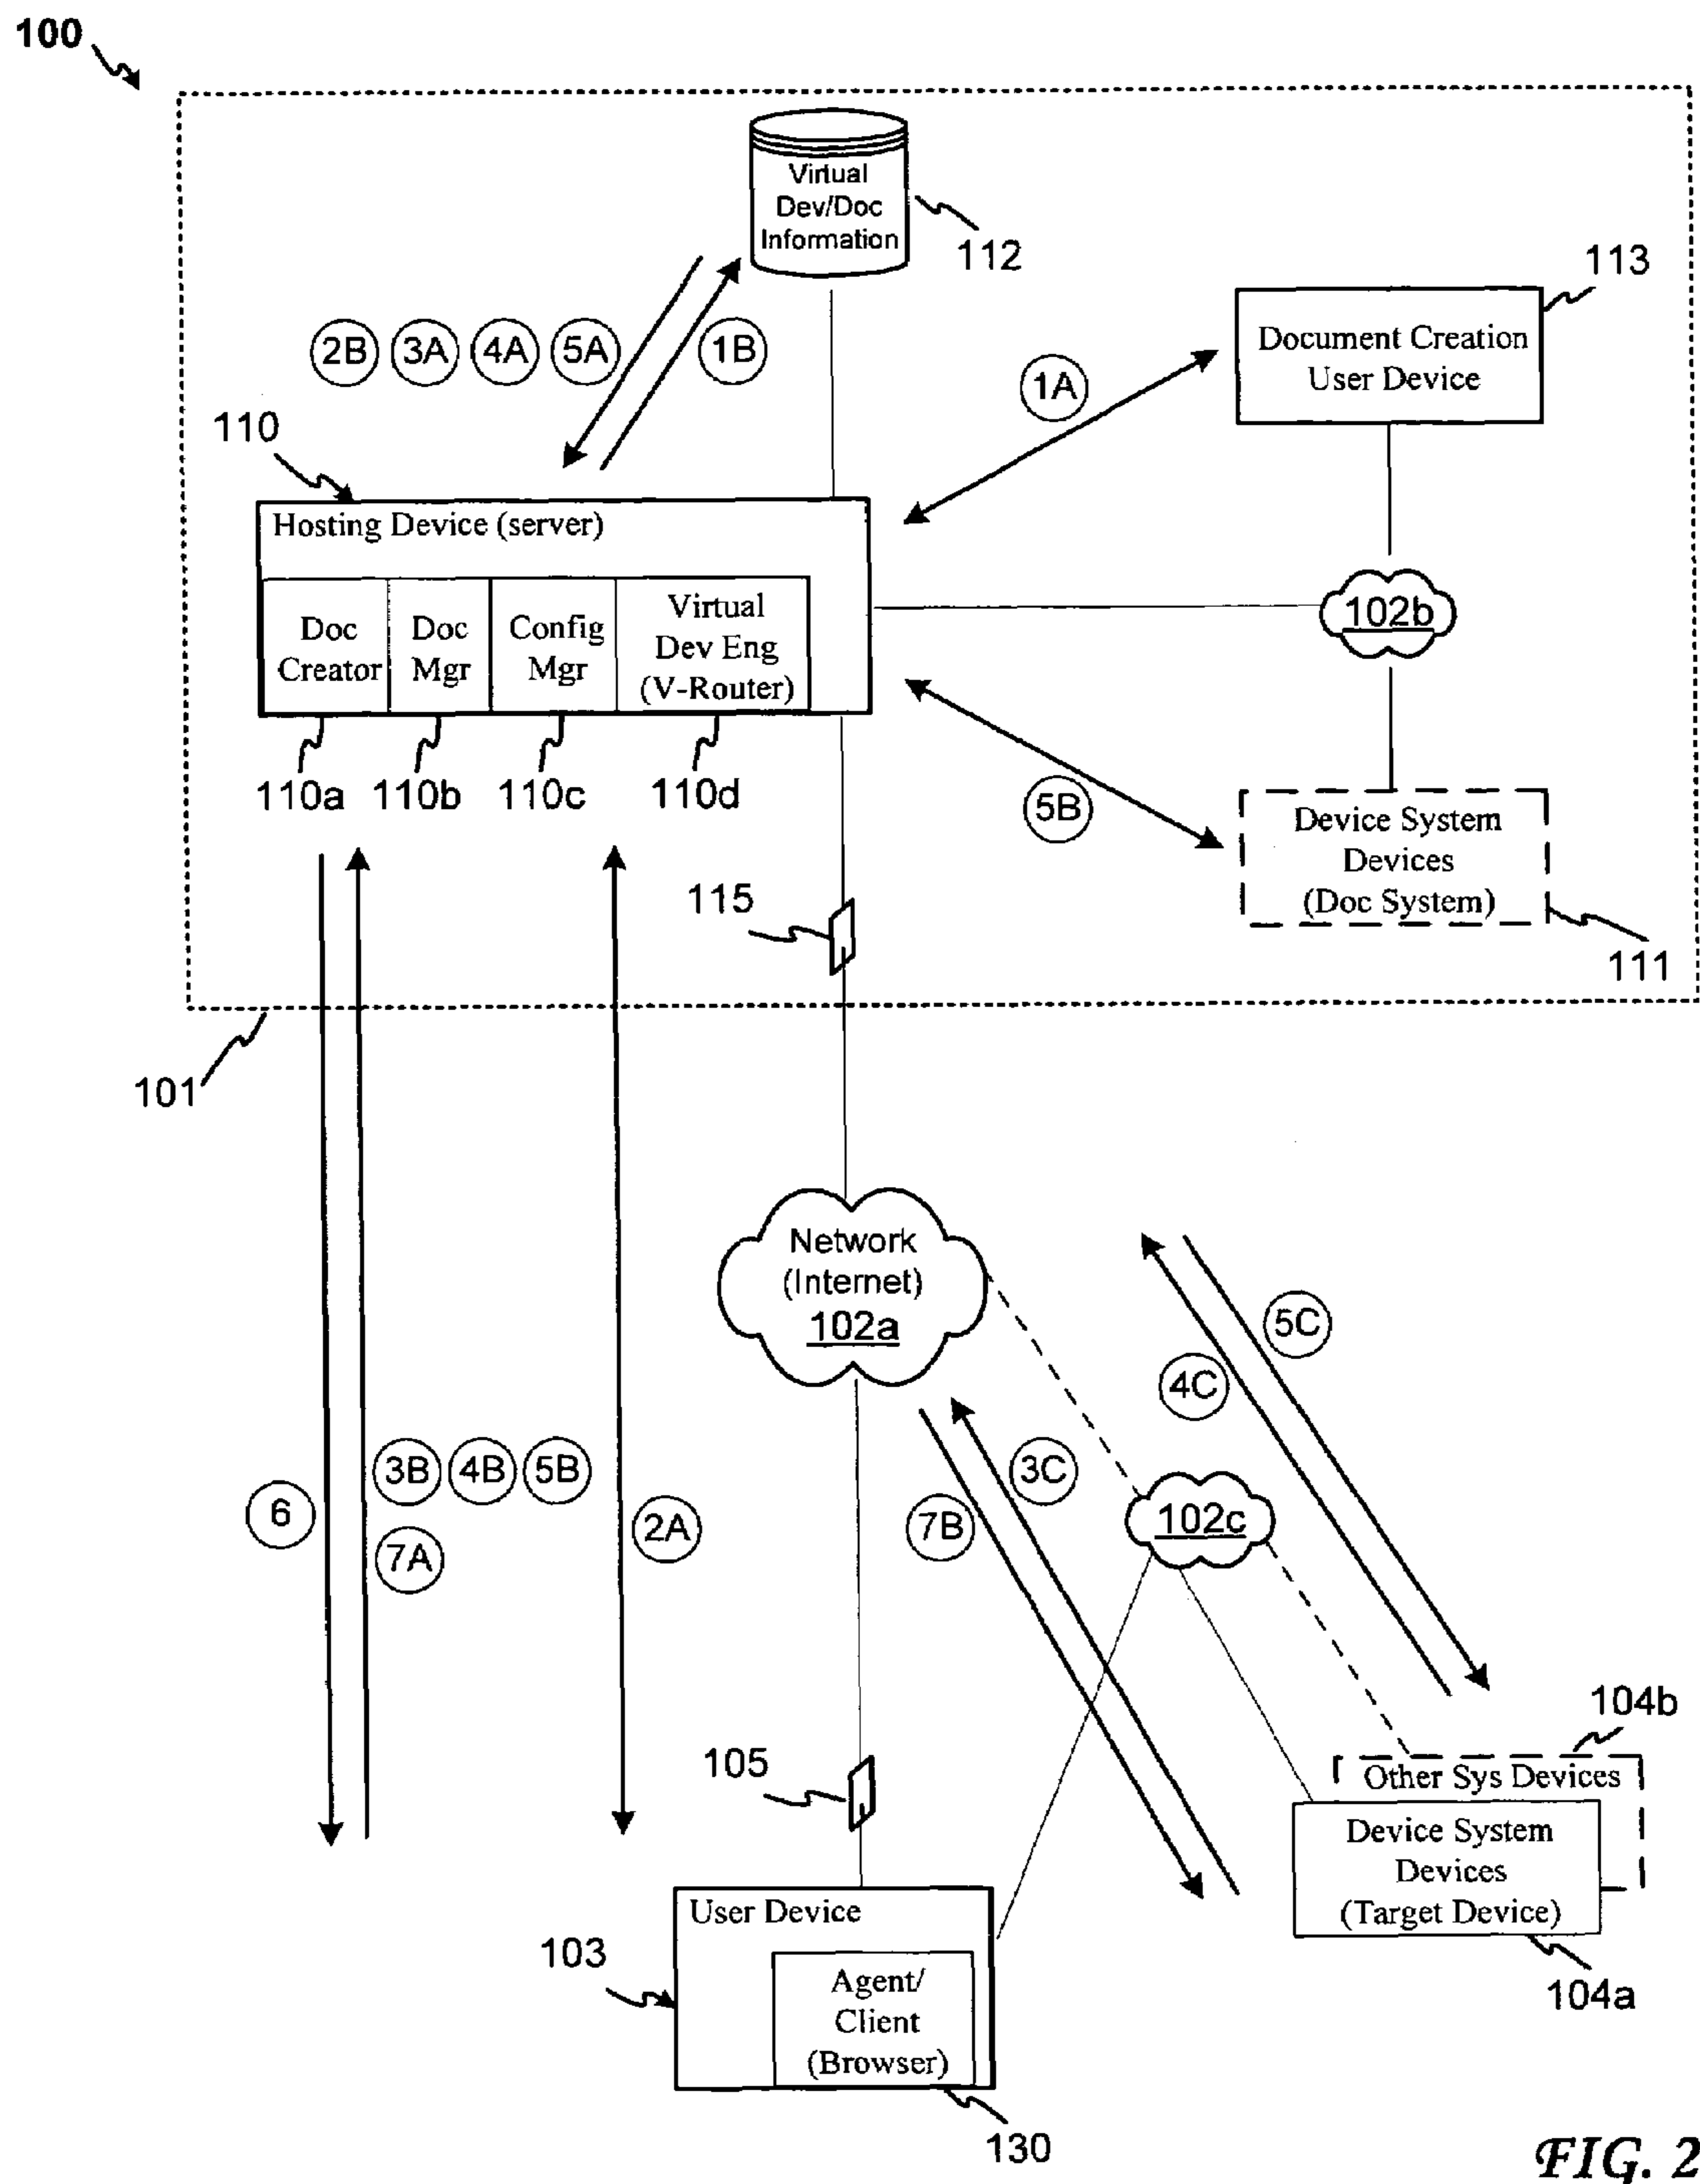 100
Virtual
Dev/Doc
Information
112
113
Document Creation
User Device
2B 3A 4A 5A
1B
1A
110
Hosting Device (server)
Doc
Creator
Doc
Mgr
Config
Mgr
Virtual
Dev Eng
(V-Router)
102b
110a 110b 110c 110d
5B
Device System
Devices
(Doc System)
111
115
101
Network
(Internet)
102a
5C
4C
3B 4B 5B
3C
6
7A
2A
7B
102c
104b
Other Sys Devices
105
Device System
Devices
(Target Device)
104a
User Device
103
Agent/
Client
(Browser)
130
FIG. 2